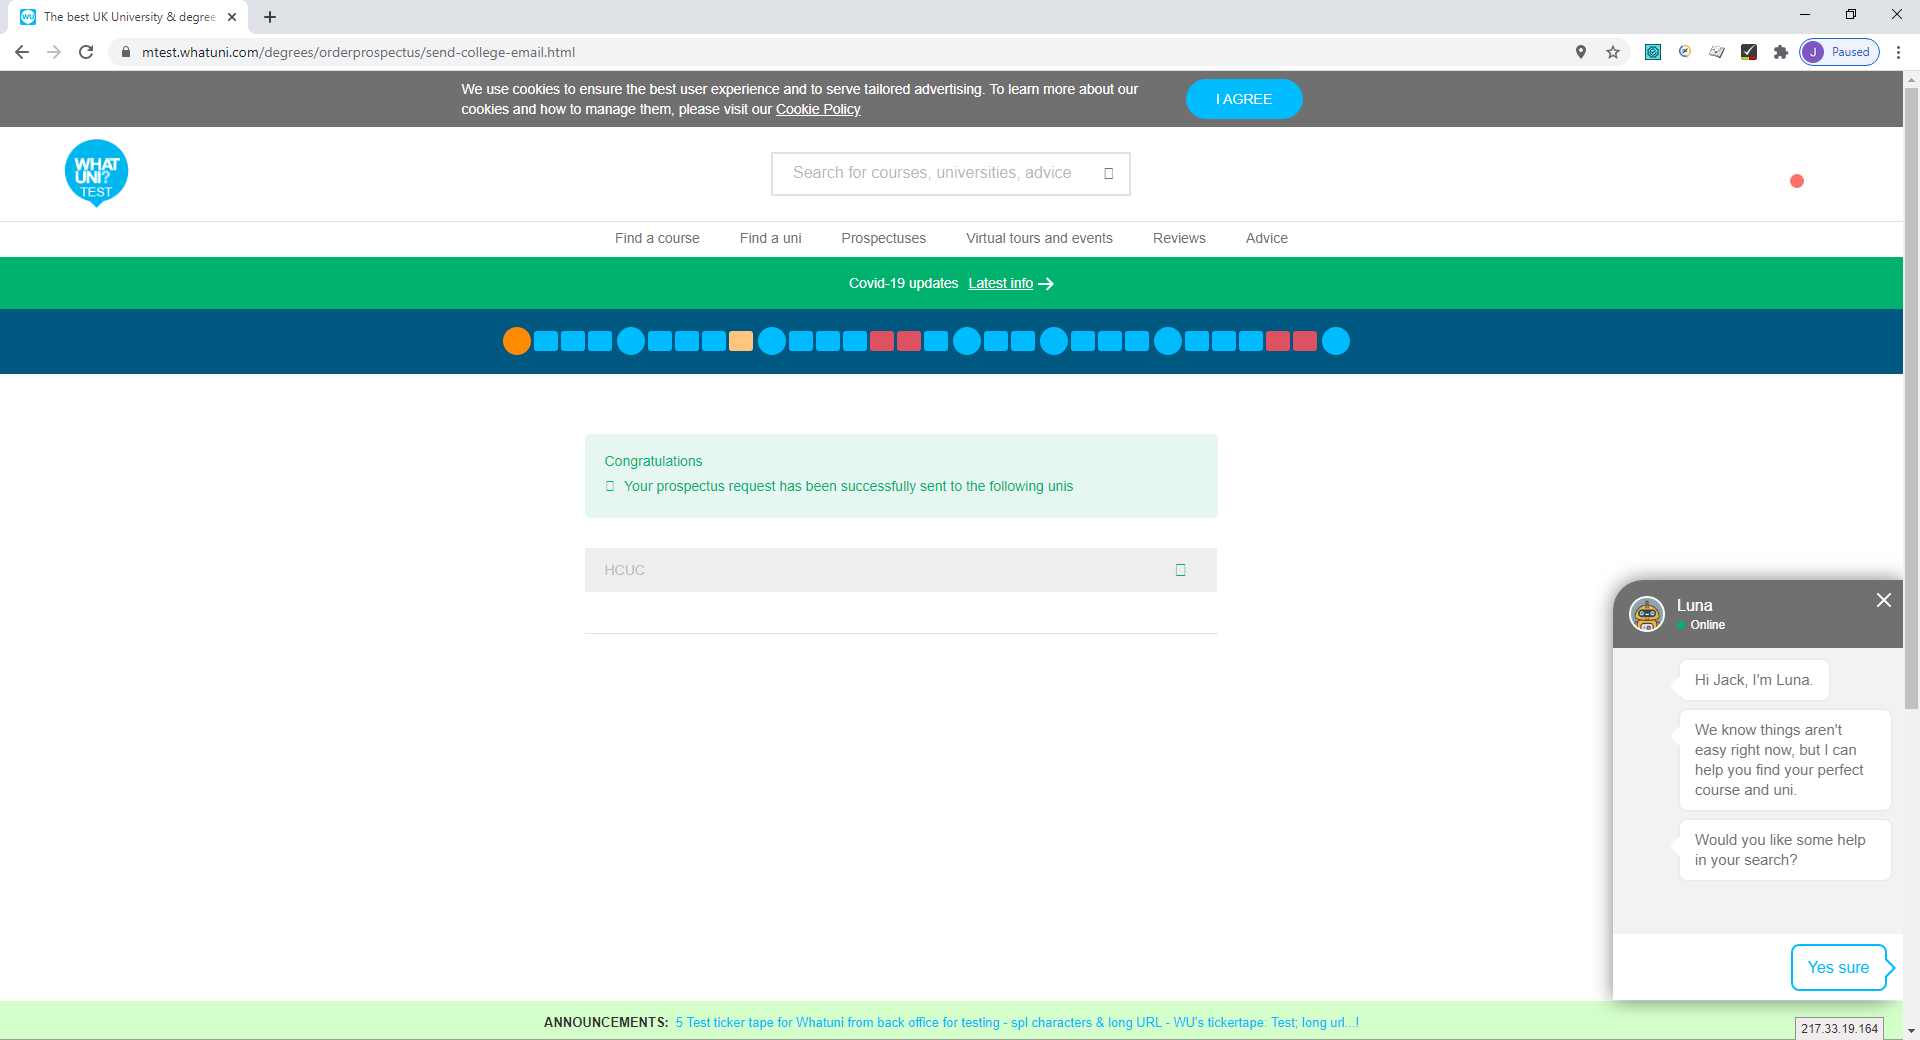 The best UK University & degree
mtest.whatuni.com/degrees/orderprospectus/send-college-email.html
J Paused
We use cookies to ensure the best user experience and to serve tailored advertising. To learn more about our
cookies and how to manage them, please visit our Cookie Policy
I AGREE
WHAT
UNI?
TEST
Search for courses, universities, advice
Find a course
Find a uni
Prospectuses
Virtual tours and events
Reviews
Advice
Covid-19 updates Latest info
Congratulations
Your prospectus request has been successfully sent to the following unis
HCUC
Luna
Online
Hi Jack, I'm Luna.
We know things aren't
easy right now, but I can
help you find your perfect
course and uni.
Would you like some help
in your search?
Yes sure
ANNOUNCEMENTS: 5 Test ticker tape for Whatuni from back office for testing - spl characters & long URL - WU's tickertape: Test; long url...!
217.33.19.164